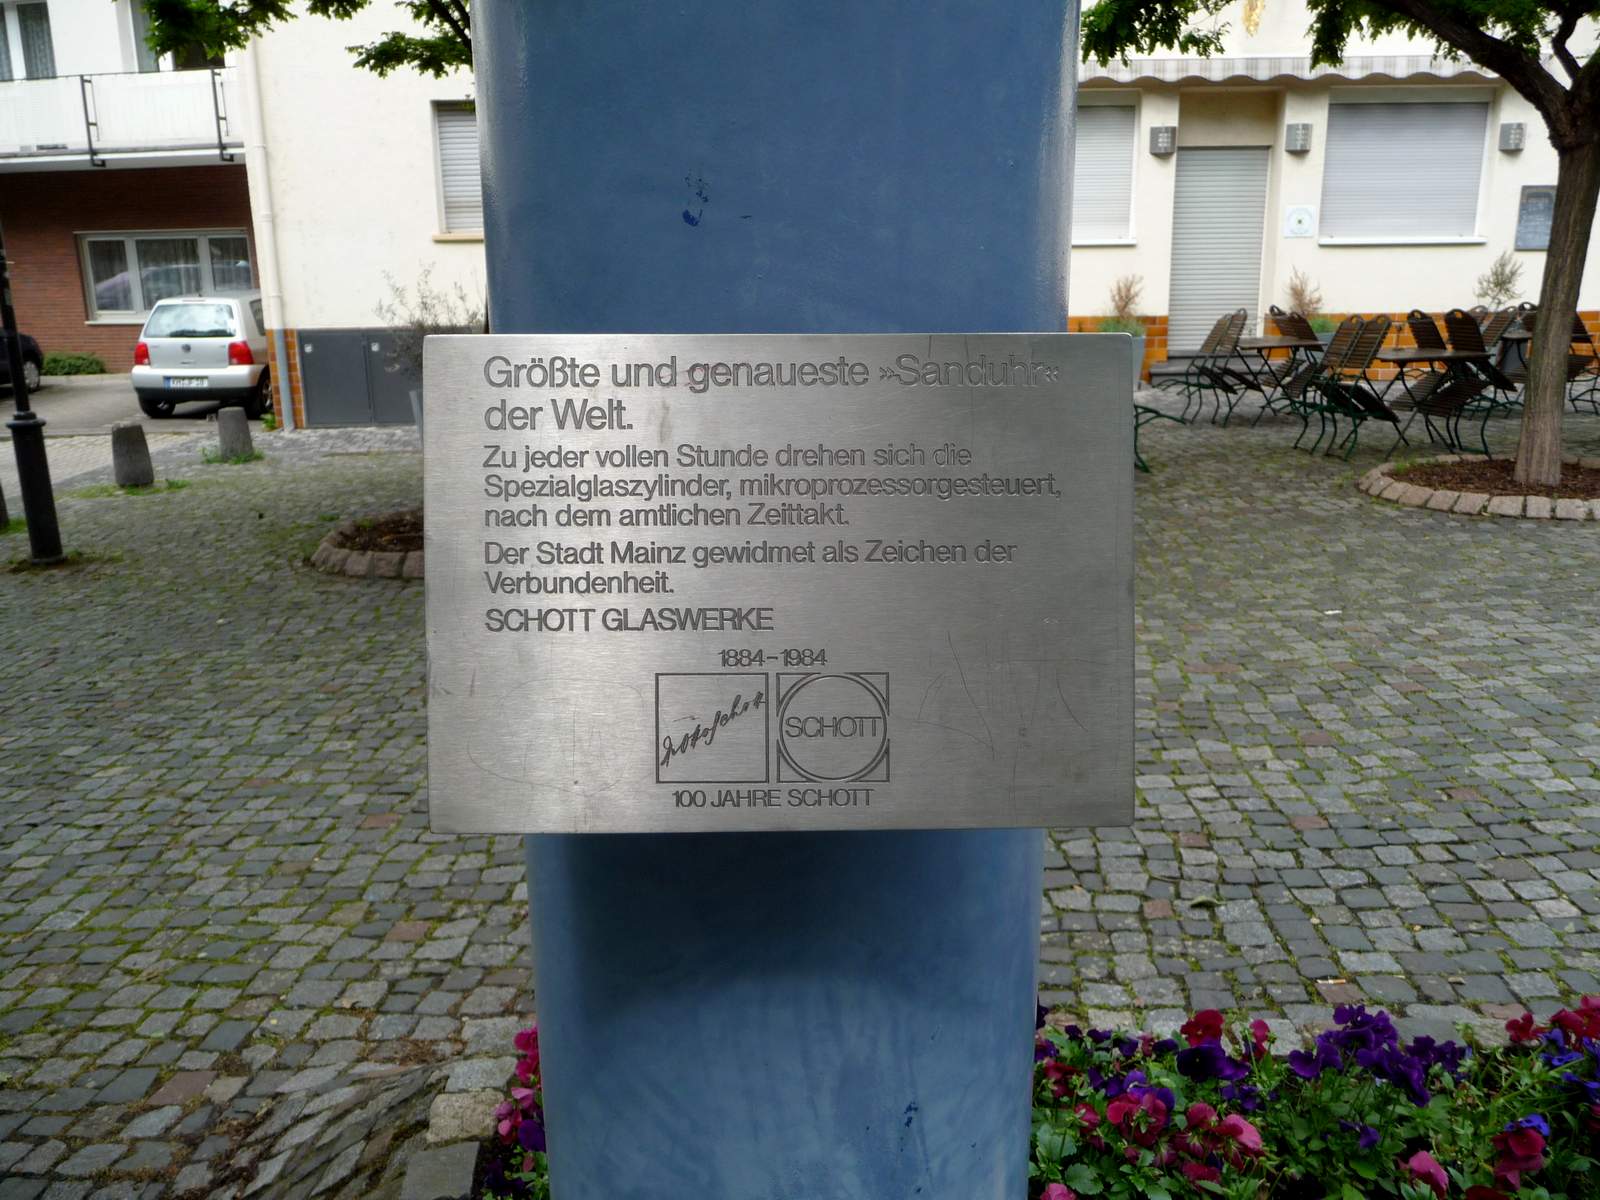 Größte und genaueste »Sanduhr«
der Welt.
Zu jeder vollen Stunde drehen sich die
Spezialglaszylinder, mikroprozessorgesteuert,
nach dem amtlichen Zeittakt.
Der Stadt Mainz gewidmet als Zeichen der
Verbundenheit.
SCHOTT GLASWERKE
1884–1984
SCHOTT
100 JAHRE SCHOTT